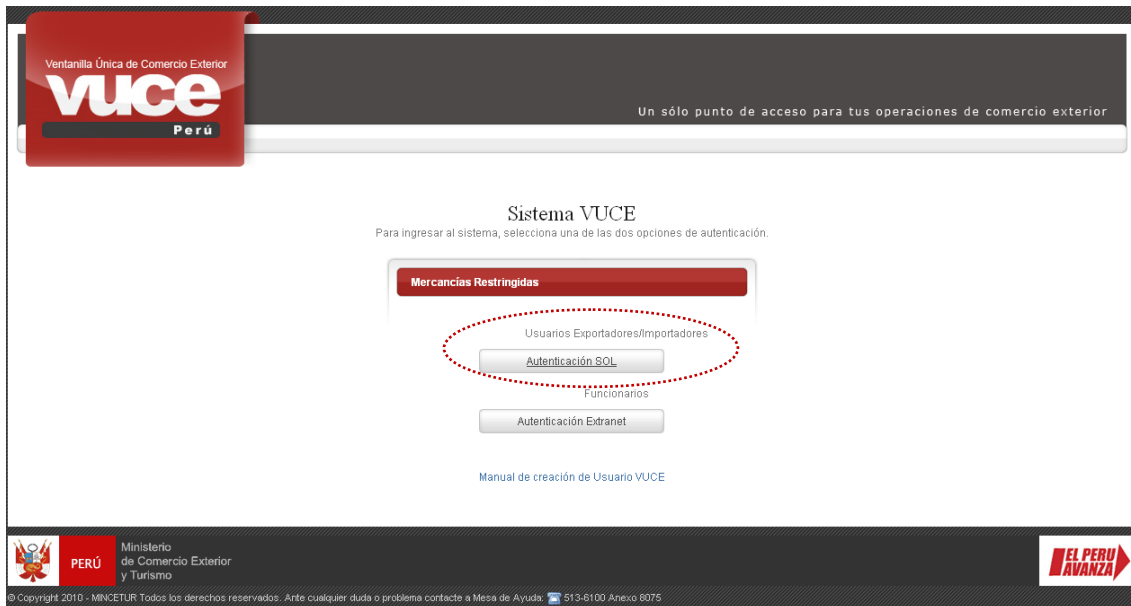 Ventanilla Única de Comercio Exterior
vuce
Perú
Un sólo punto de acceso para tus operaciones de comercio exterior
Sistema VUCE
Para ingresar al sistema, selecciona una de las dos opciones de autenticación.
Mercancías Restringidas
Usuarios Exportadores/Importadores
Autenticación SOL
Funcionarios
Autenticación Extranet
Manual de creación de Usuario VUCE
PERÚ
Ministerio
de Comercio Exterior
y Turismo
EL PERU
AVANZA
© Copyright 2010 - MINCETUR Todos los derechos reservados. Ante cualquier duda o problema contacte a Mesa de Ayuda: 513-6100 Anexo 8075